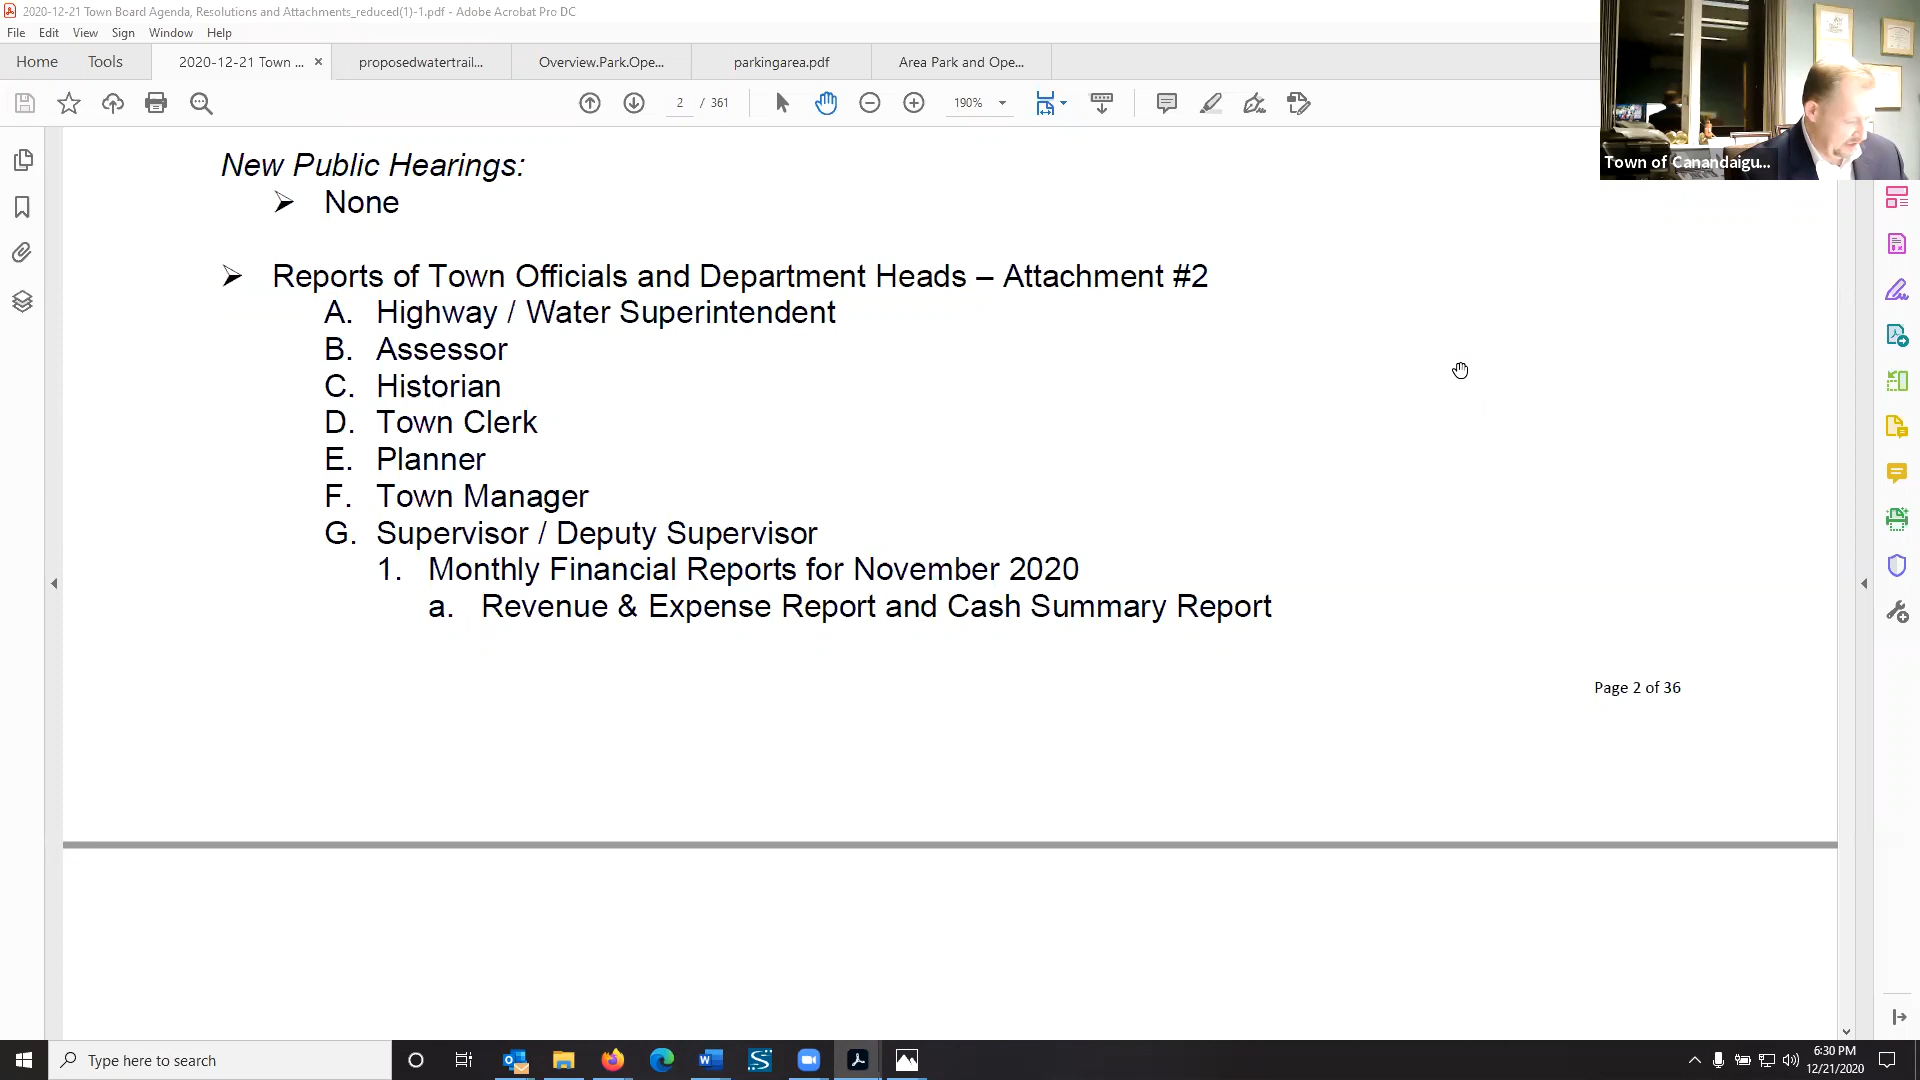 2020-12-21 Town Board Agenda, Resolutions and Attachments_reduced(1)-1.pdf - Adobe Acrobat Pro DC
File Edit View Sign Window Help
Home Tools 2020-12-21 Town ... × proposedwatertrail... Overview.Park.Ope... parkingarea.pdf Area Park and Ope...
2 / 361 190%
Town of Canandaigu...
New Public Hearings:
➢ None
➢ Reports of Town Officials and Department Heads – Attachment #2
A. Highway / Water Superintendent
B. Assessor
C. Historian
D. Town Clerk
E. Planner
F. Town Manager
G. Supervisor / Deputy Supervisor
1. Monthly Financial Reports for November 2020
a. Revenue & Expense Report and Cash Summary Report
Page 2 of 36
Type here to search
6:30 PM
12/21/2020